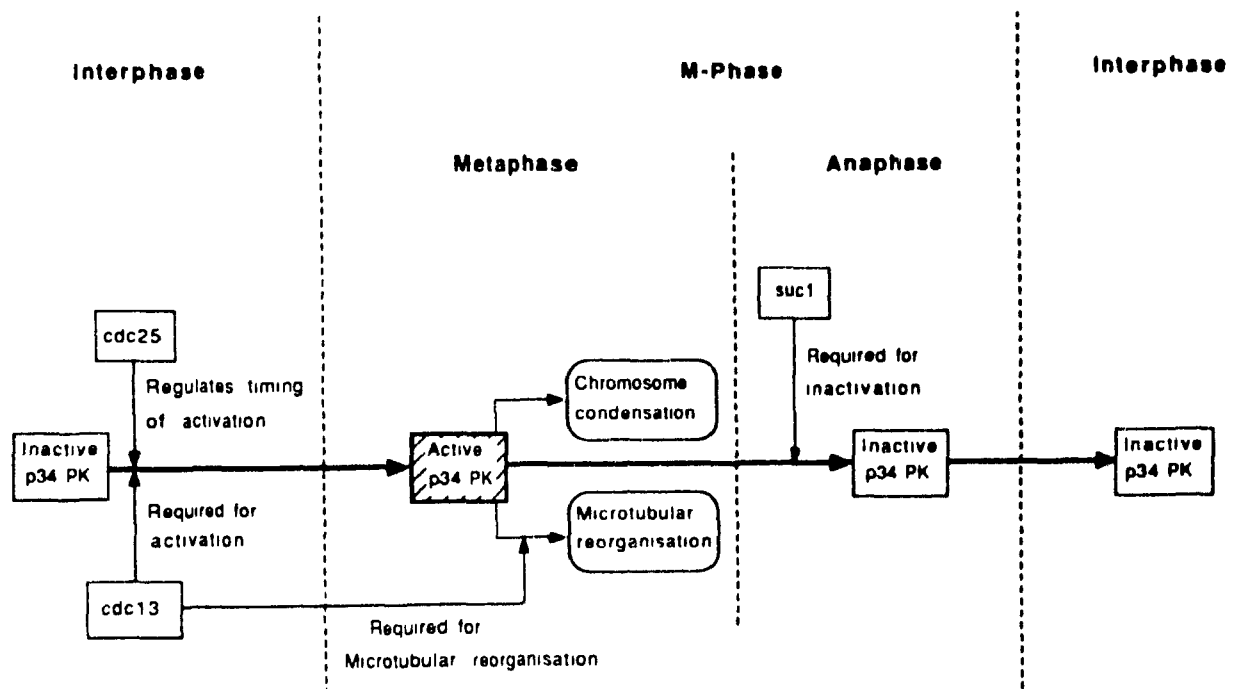 Interphase
M-Phase
Interphase
Metaphase
Anaphase
suc1
cdc25
Required for
inactivation
Regulates timing
of activation
Chromosome
condensation
Inactive
p34 PK
Active
p34 PK
Inactive
p34 PK
Inactive
p34 PK
Required for
activation
Microtubular
reorganisation
cdc13
Required for
Microtubular reorganisation